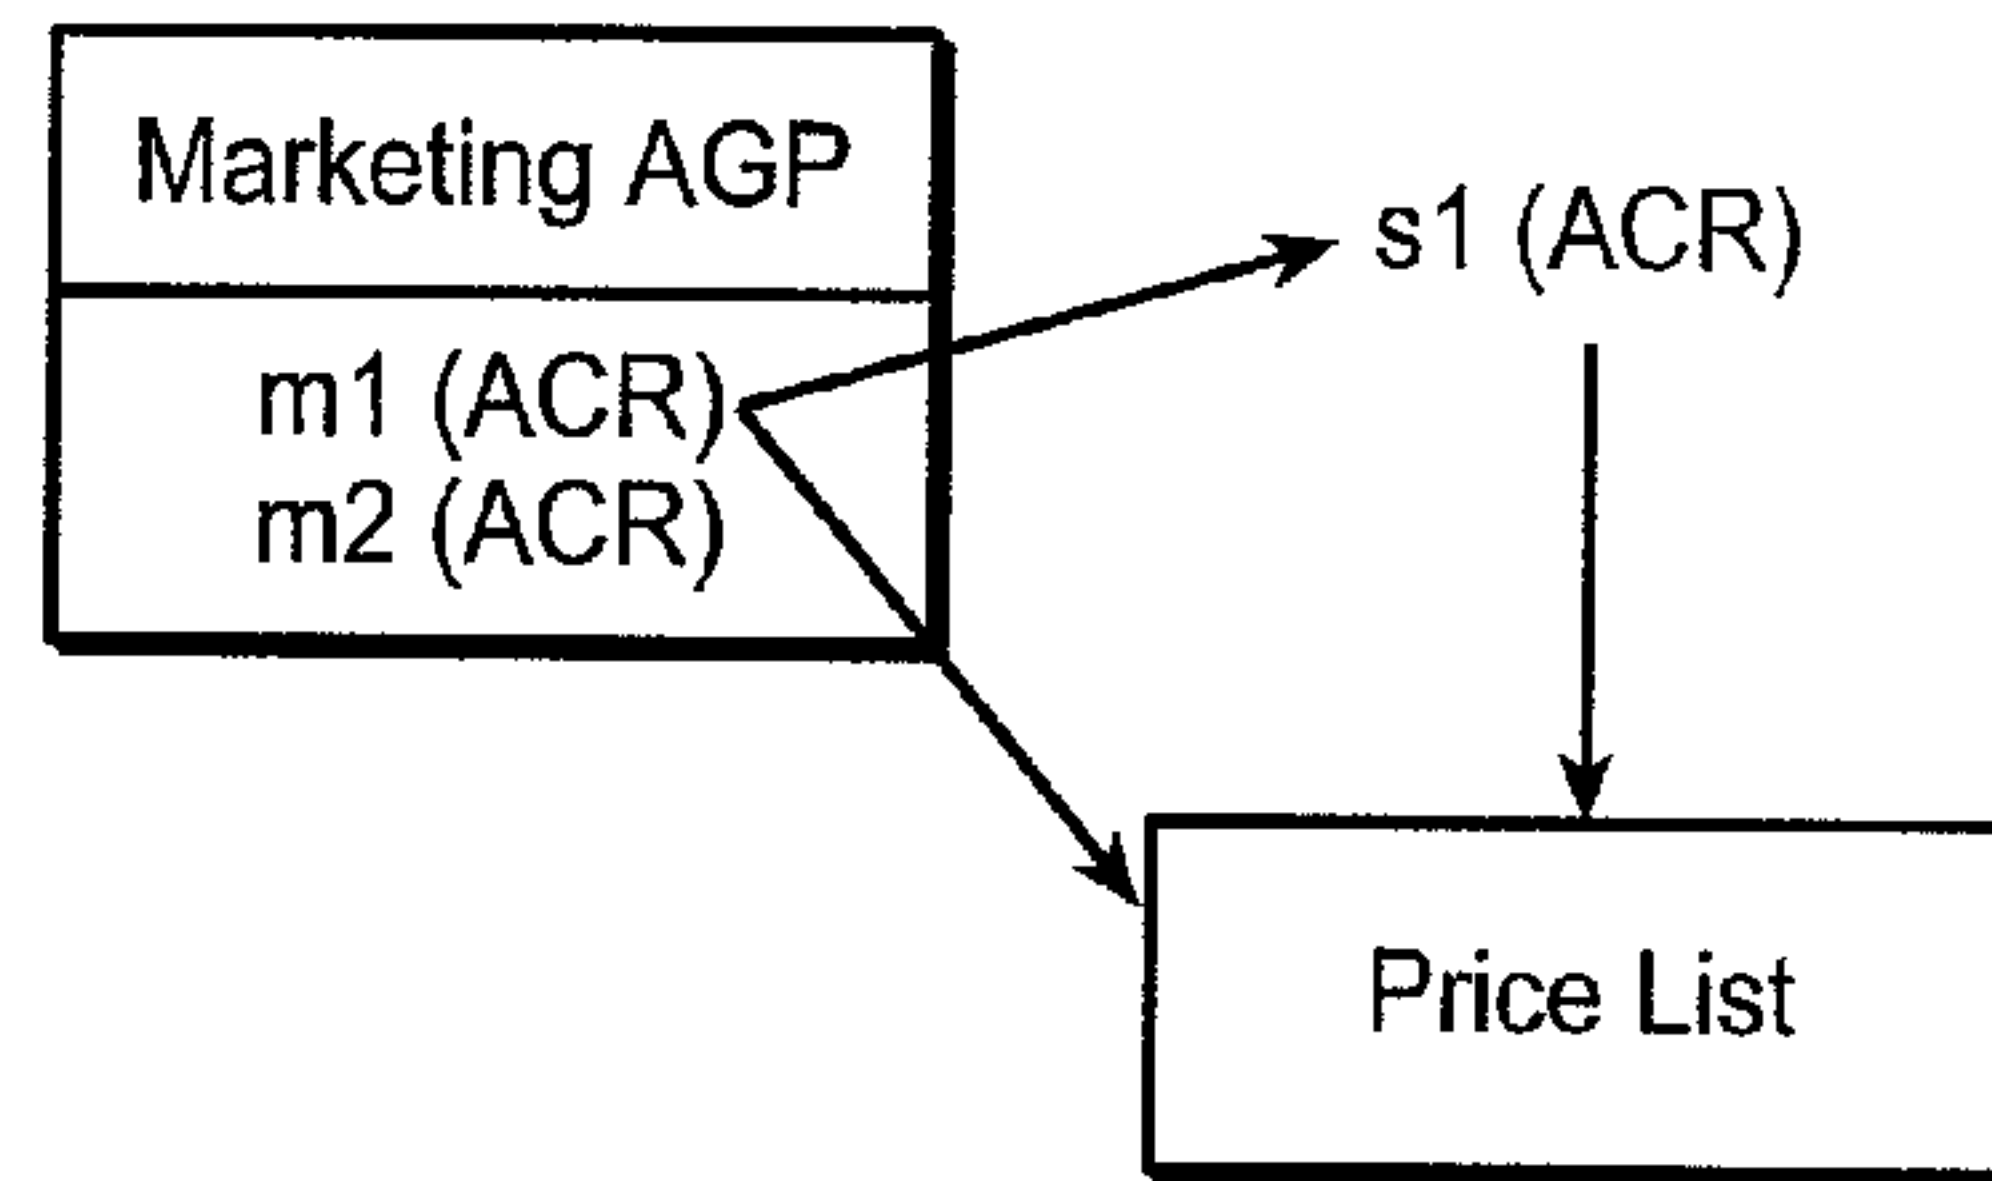 Marketing AGP
s1 (ACR)
m1 (ACR)
m2 (ACR)
Price List